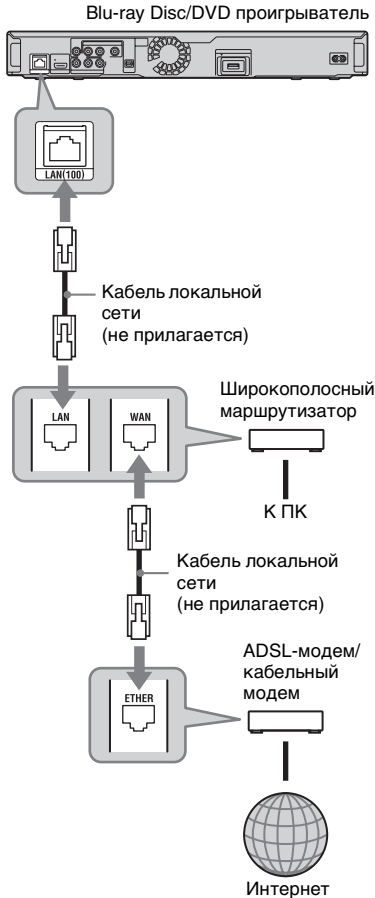 Blu-ray Disc/DVD проигрыватель
LAN(100)
Кабель локальной
сети
(не прилагается)
LAN
WAN
Широкополосный
маршрутизатор
К ПК
Кабель локальной
сети
(не прилагается)
ADSL-модем/
кабельный
модем
ETHER
Интернет